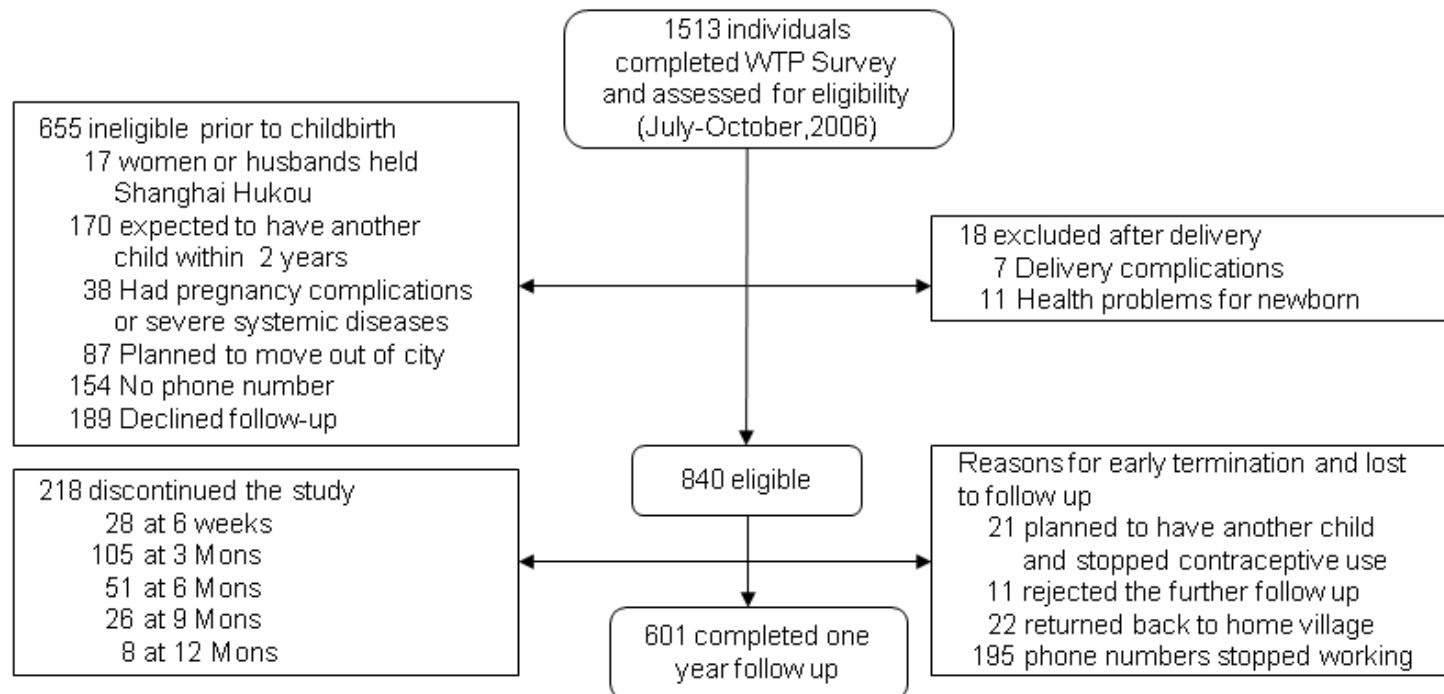 1513 individuals
completed WTP Survey
and assessed for eligibility
(July-October,2006)
655 ineligible prior to childbirth
17 women or husbands held
Shanghai Hukou
170 expected to have another
child within 2 years
38 Had pregnancy complications
or severe systemic diseases
87 Planned to move out of city
154 No phone number
189 Declined follow-up
18 excluded after delivery
7 Delivery complications
11 Health problems for newborn
840 eligible
218 discontinued the study
28 at 6 weeks
105 at 3 Mons
51 at 6 Mons
26 at 9 Mons
8 at 12 Mons
Reasons for early termination and lost
to follow up
21 planned to have another child
and stopped contraceptive use
11 rejected the further follow up
22 returned back to home village
195 phone numbers stopped working
601 completed one
year follow up